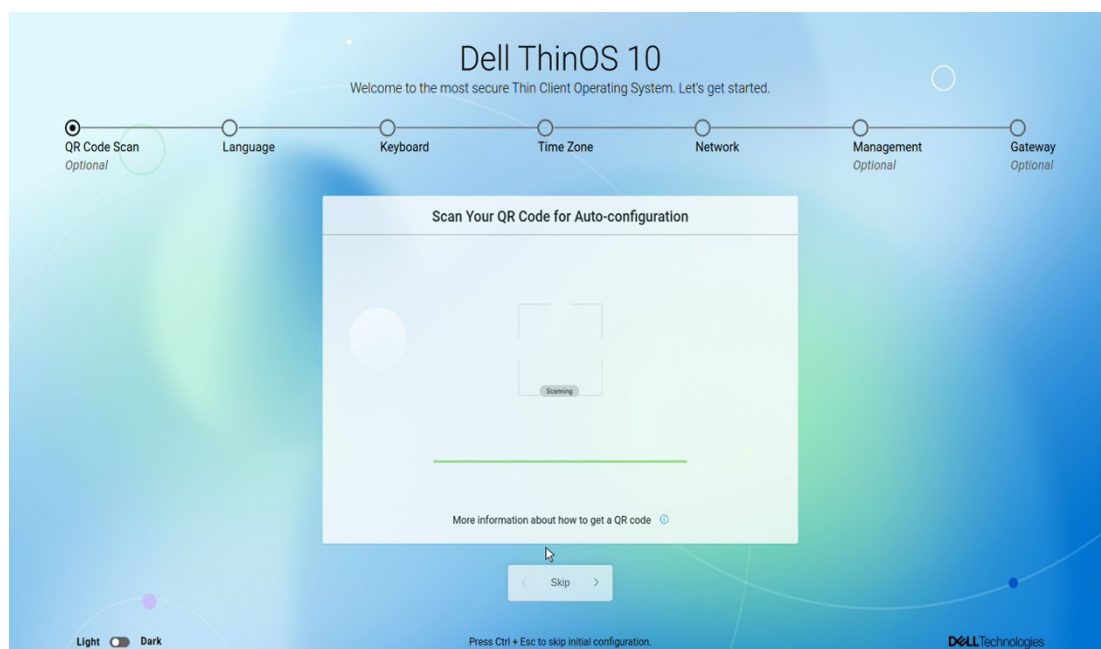 Dell ThinOS 10
Welcome to the most secure Thin Client Operating System. Let's get started.
QR Code Scan
Optional
Language
Keyboard
Time Zone
Network
Management
Optional
Gateway
Optional
Scan Your QR Code for Auto-configuration
Scanning
More information about how to get a QR code
Skip
Light Dark
Press Ctrl + Esc to skip initial configuration.
DELL Technologies